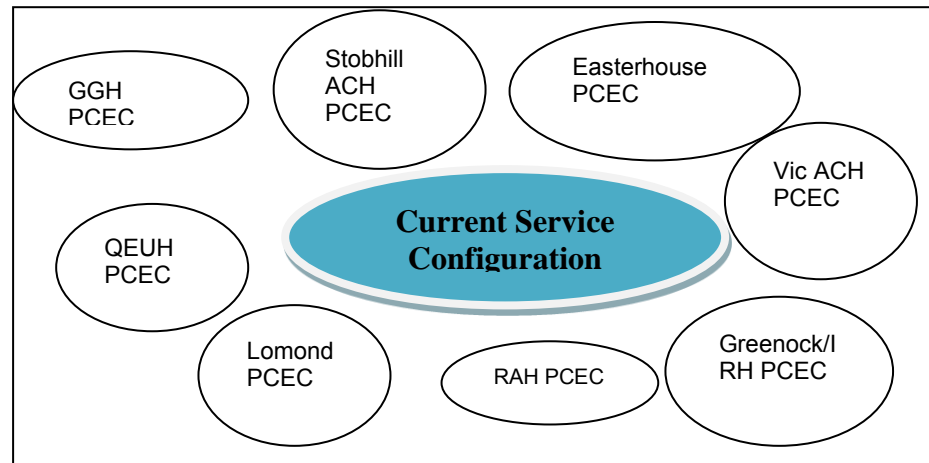 GGH
PCEC
Stobhill
ACH
PCEC
Easterhouse
PCEC
Vic ACH
PCEC
Current Service
Configuration
QEUH
PCEC
Lomond
PCEC
RAH PCEC
Greenock/I
RH PCEC